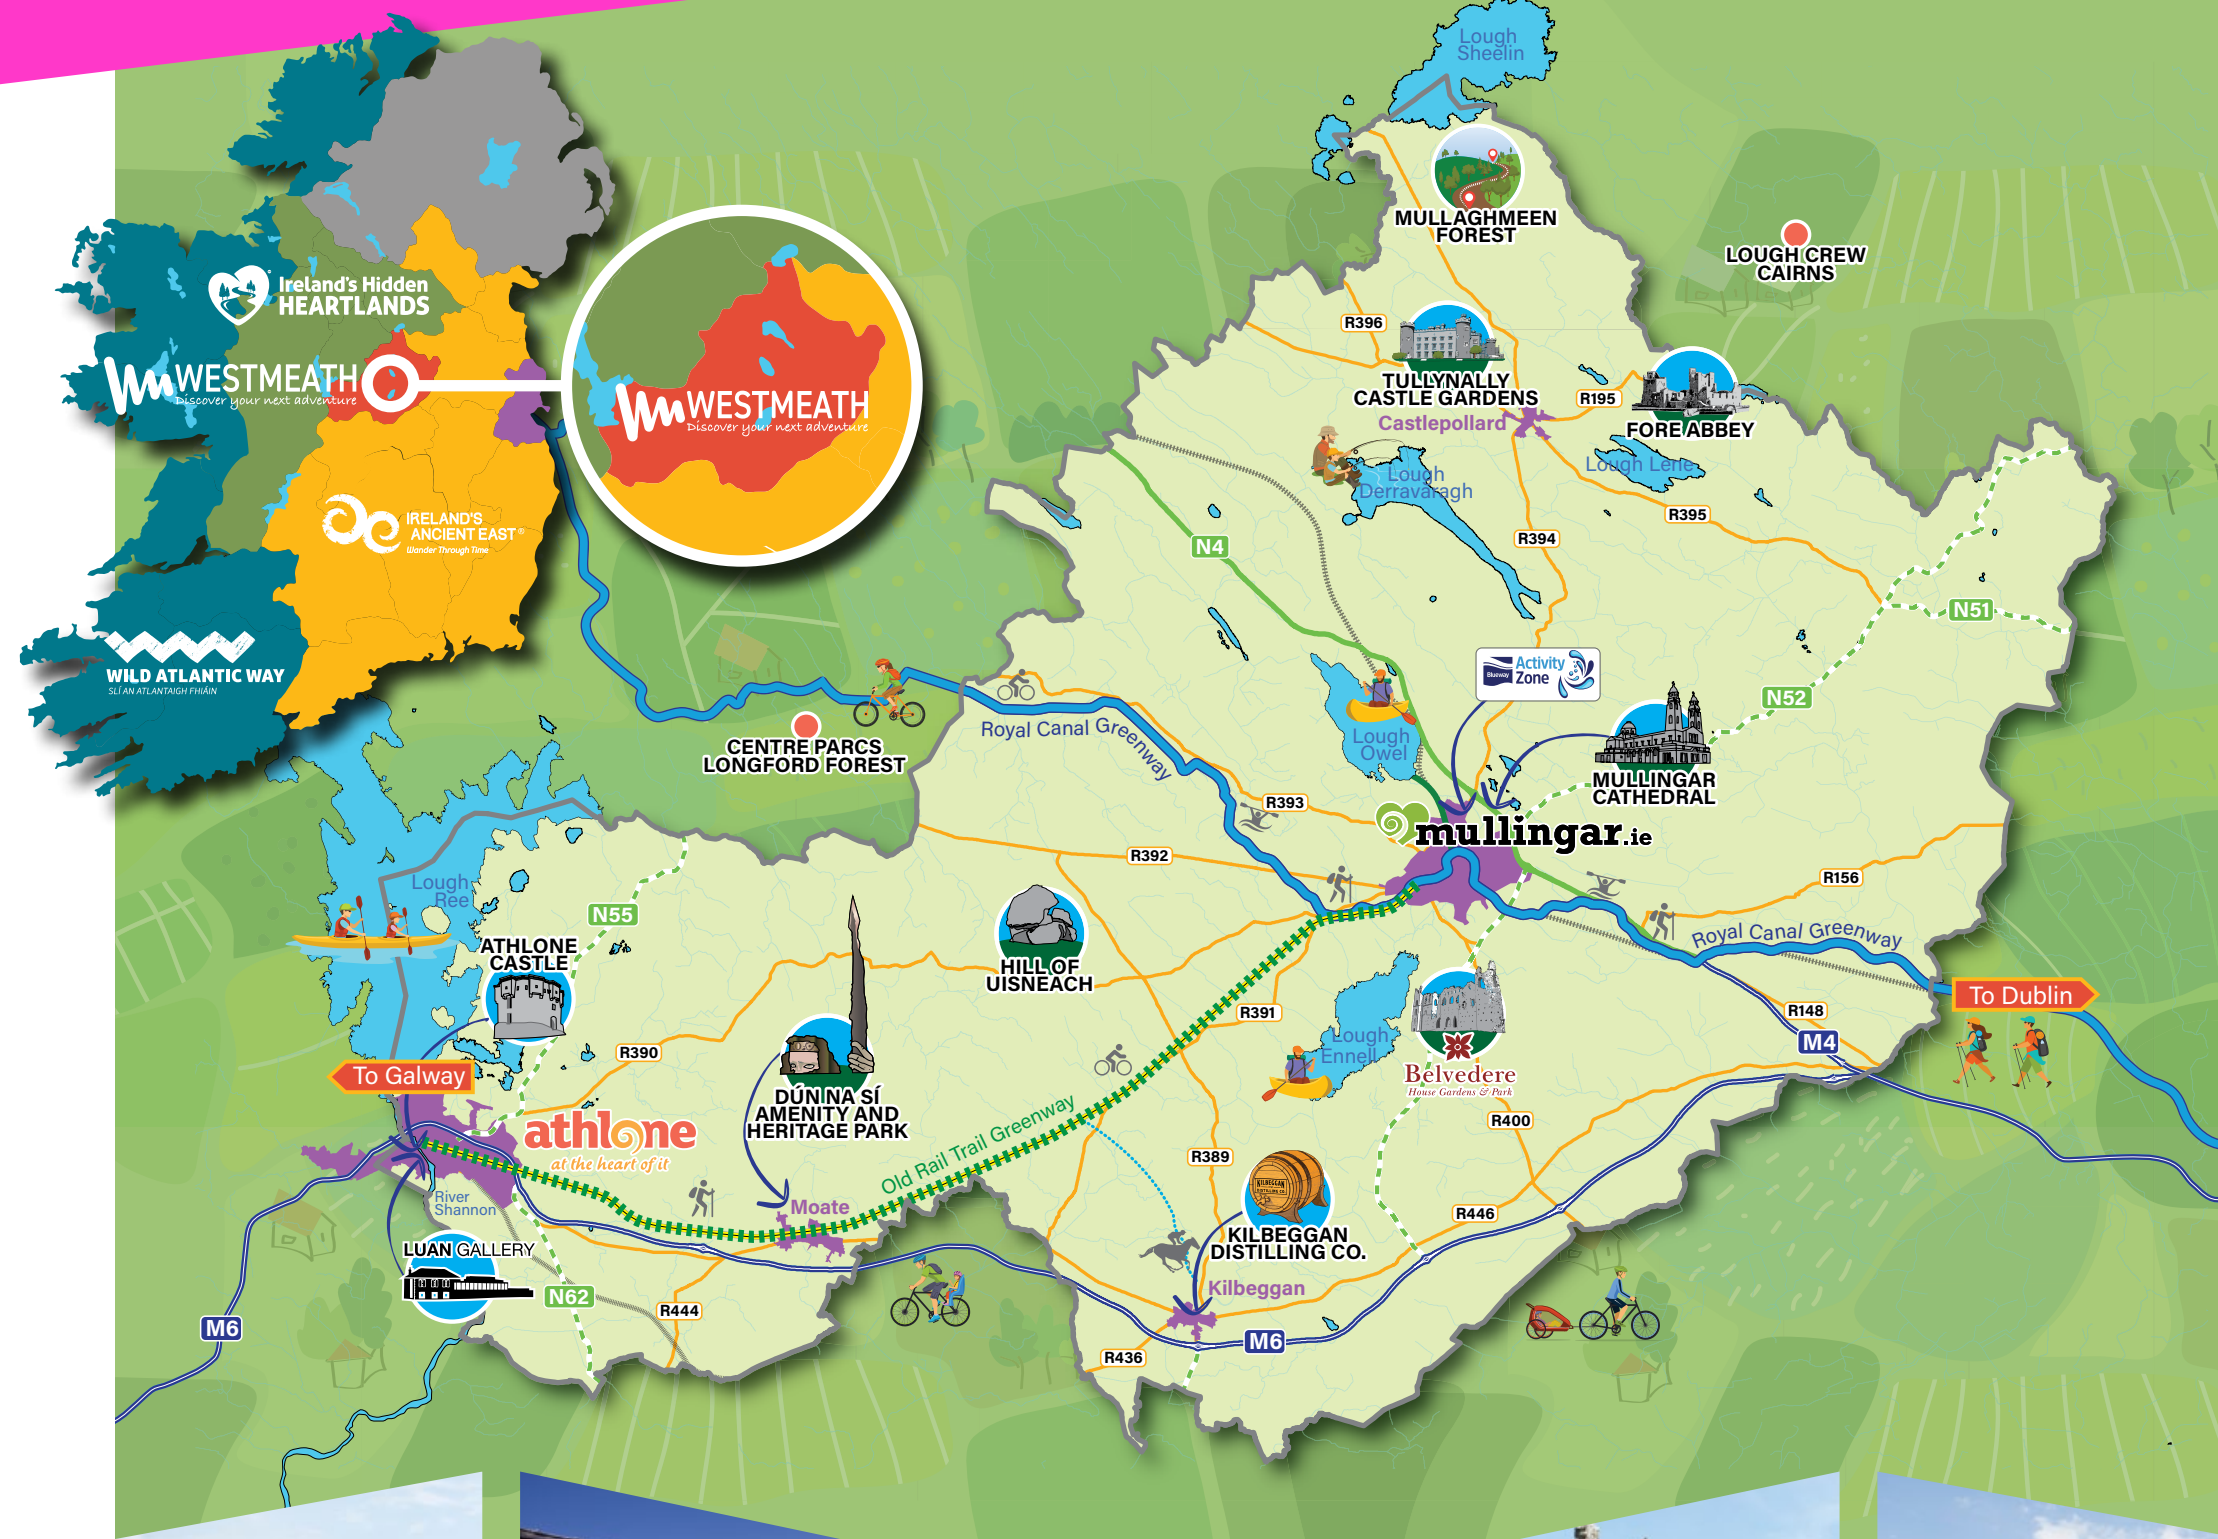 Lough
Sheelin
MULLAGHMEEN
FOREST
LOUGH CREW
CAIRNS
Ireland's Hidden
HEARTLANDS
R396
TULLYNALLY
CASTLE GARDENS
Castlepollard
R195
FORE ABBEY
WESTMEATH
Discover your next adventure
WESTMEATH
Discover your next adventure
Lough Lene
Lough
Derravaragh
R395
IRELAND'S
ANCIENT EAST
Wander Through Time
N4
R394
N51
WILD ATLANTIC WAY
SLÍ AN ATLANTAIGH FHIÁIN
Blueway
Activity
Zone
N52
Royal Canal Greenway
Lough
Owel
CENTRE PARCS
LONGFORD FOREST
MULLINGAR
CATHEDRAL
R393
mullingar.ie
R392
R156
Lough
Ree
N55
ATHLONE
CASTLE
HILL OF
UISNEACH
Royal Canal Greenway
To Dublin
R391
R148
M4
Lough
Ennell
R390
To Galway
Belvedere
House Gardens & Park
DÚN NA SÍ
AMENITY AND
HERITAGE PARK
athlone
at the heart of it
Old Rail Trail Greenway
R400
R389
River
Shannon
Moate
R446
KILBEGGAN
DISTILLING CO.
KILBEGGAN
DISTILLING CO.
LUAN GALLERY
Kilbeggan
N62
R444
M6
M6
R436